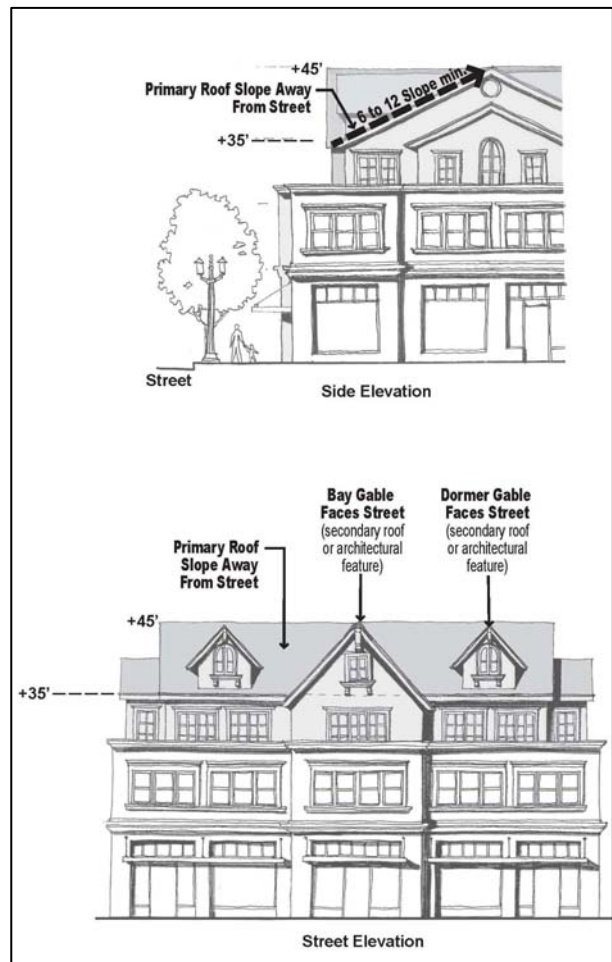 +45'
Primary Roof Slope Away
From Street
6 to 12 Slope min.
+35'
Street
Side Elevation
Bay Gable
Faces Street
(secondary roof
or architectural
feature)
Dormer Gable
Faces Street
(secondary roof
or architectural
feature)
Primary Roof
Slope Away
From Street
+45'
+35'
Street Elevation